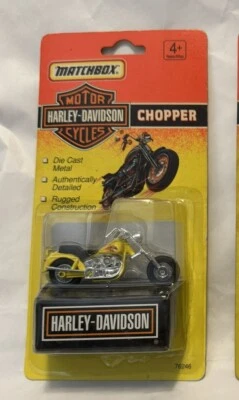 MATCHBOX
4+
MOTOR
HARLEY-DAVIDSON
CYCLES
CHOPPER
Die Cast
Metal
Authentically
Detailed
Rugged
Construction
HARLEY-DAVIDSON